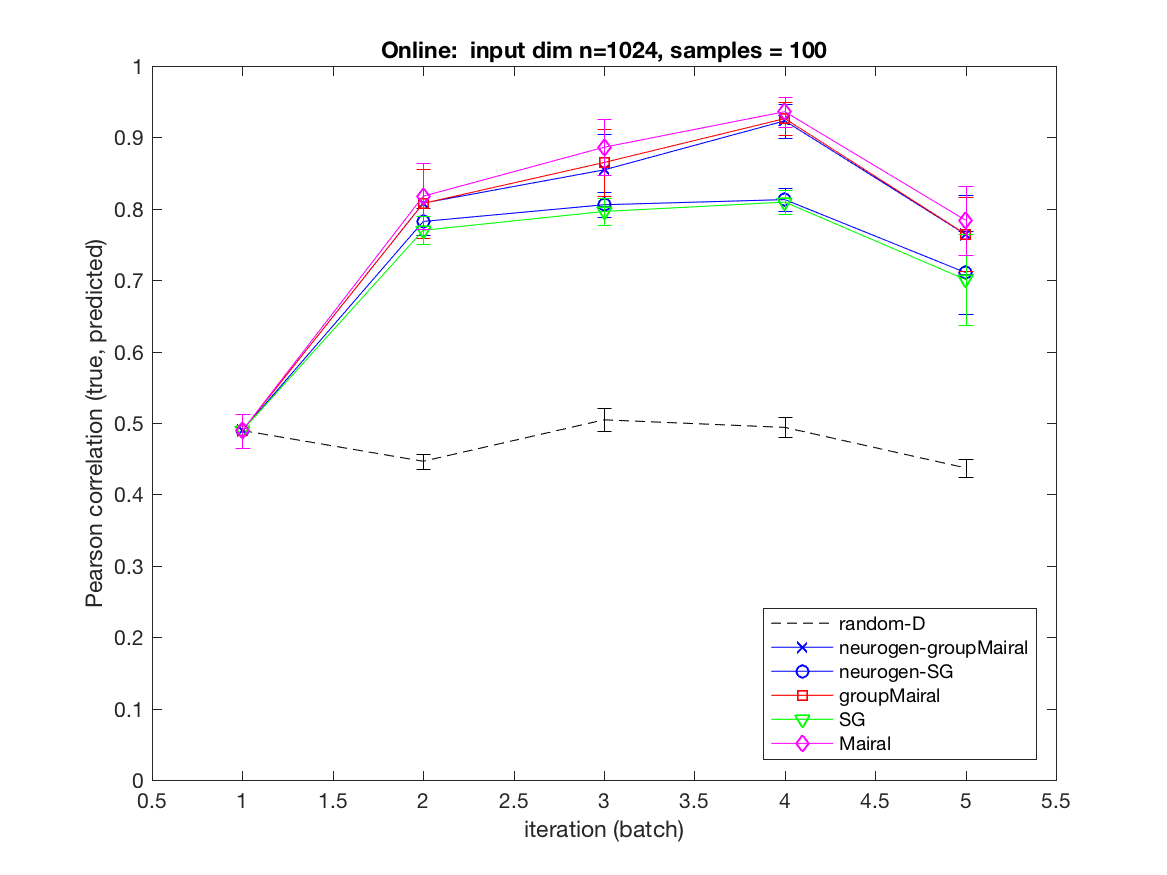 Online: input dim n=1024, samples = 100
Pearson correlation (true, predicted)
1
0.9
0.8
0.7
0.6
0.5
0.4
0.3
0.2
0.1
0
random-D
neurogen-groupMairal
neurogen-SG
groupMairal
SG
Mairal
0.5 1 1.5 2 2.5 3 3.5 4 4.5 5 5.5
iteration (batch)